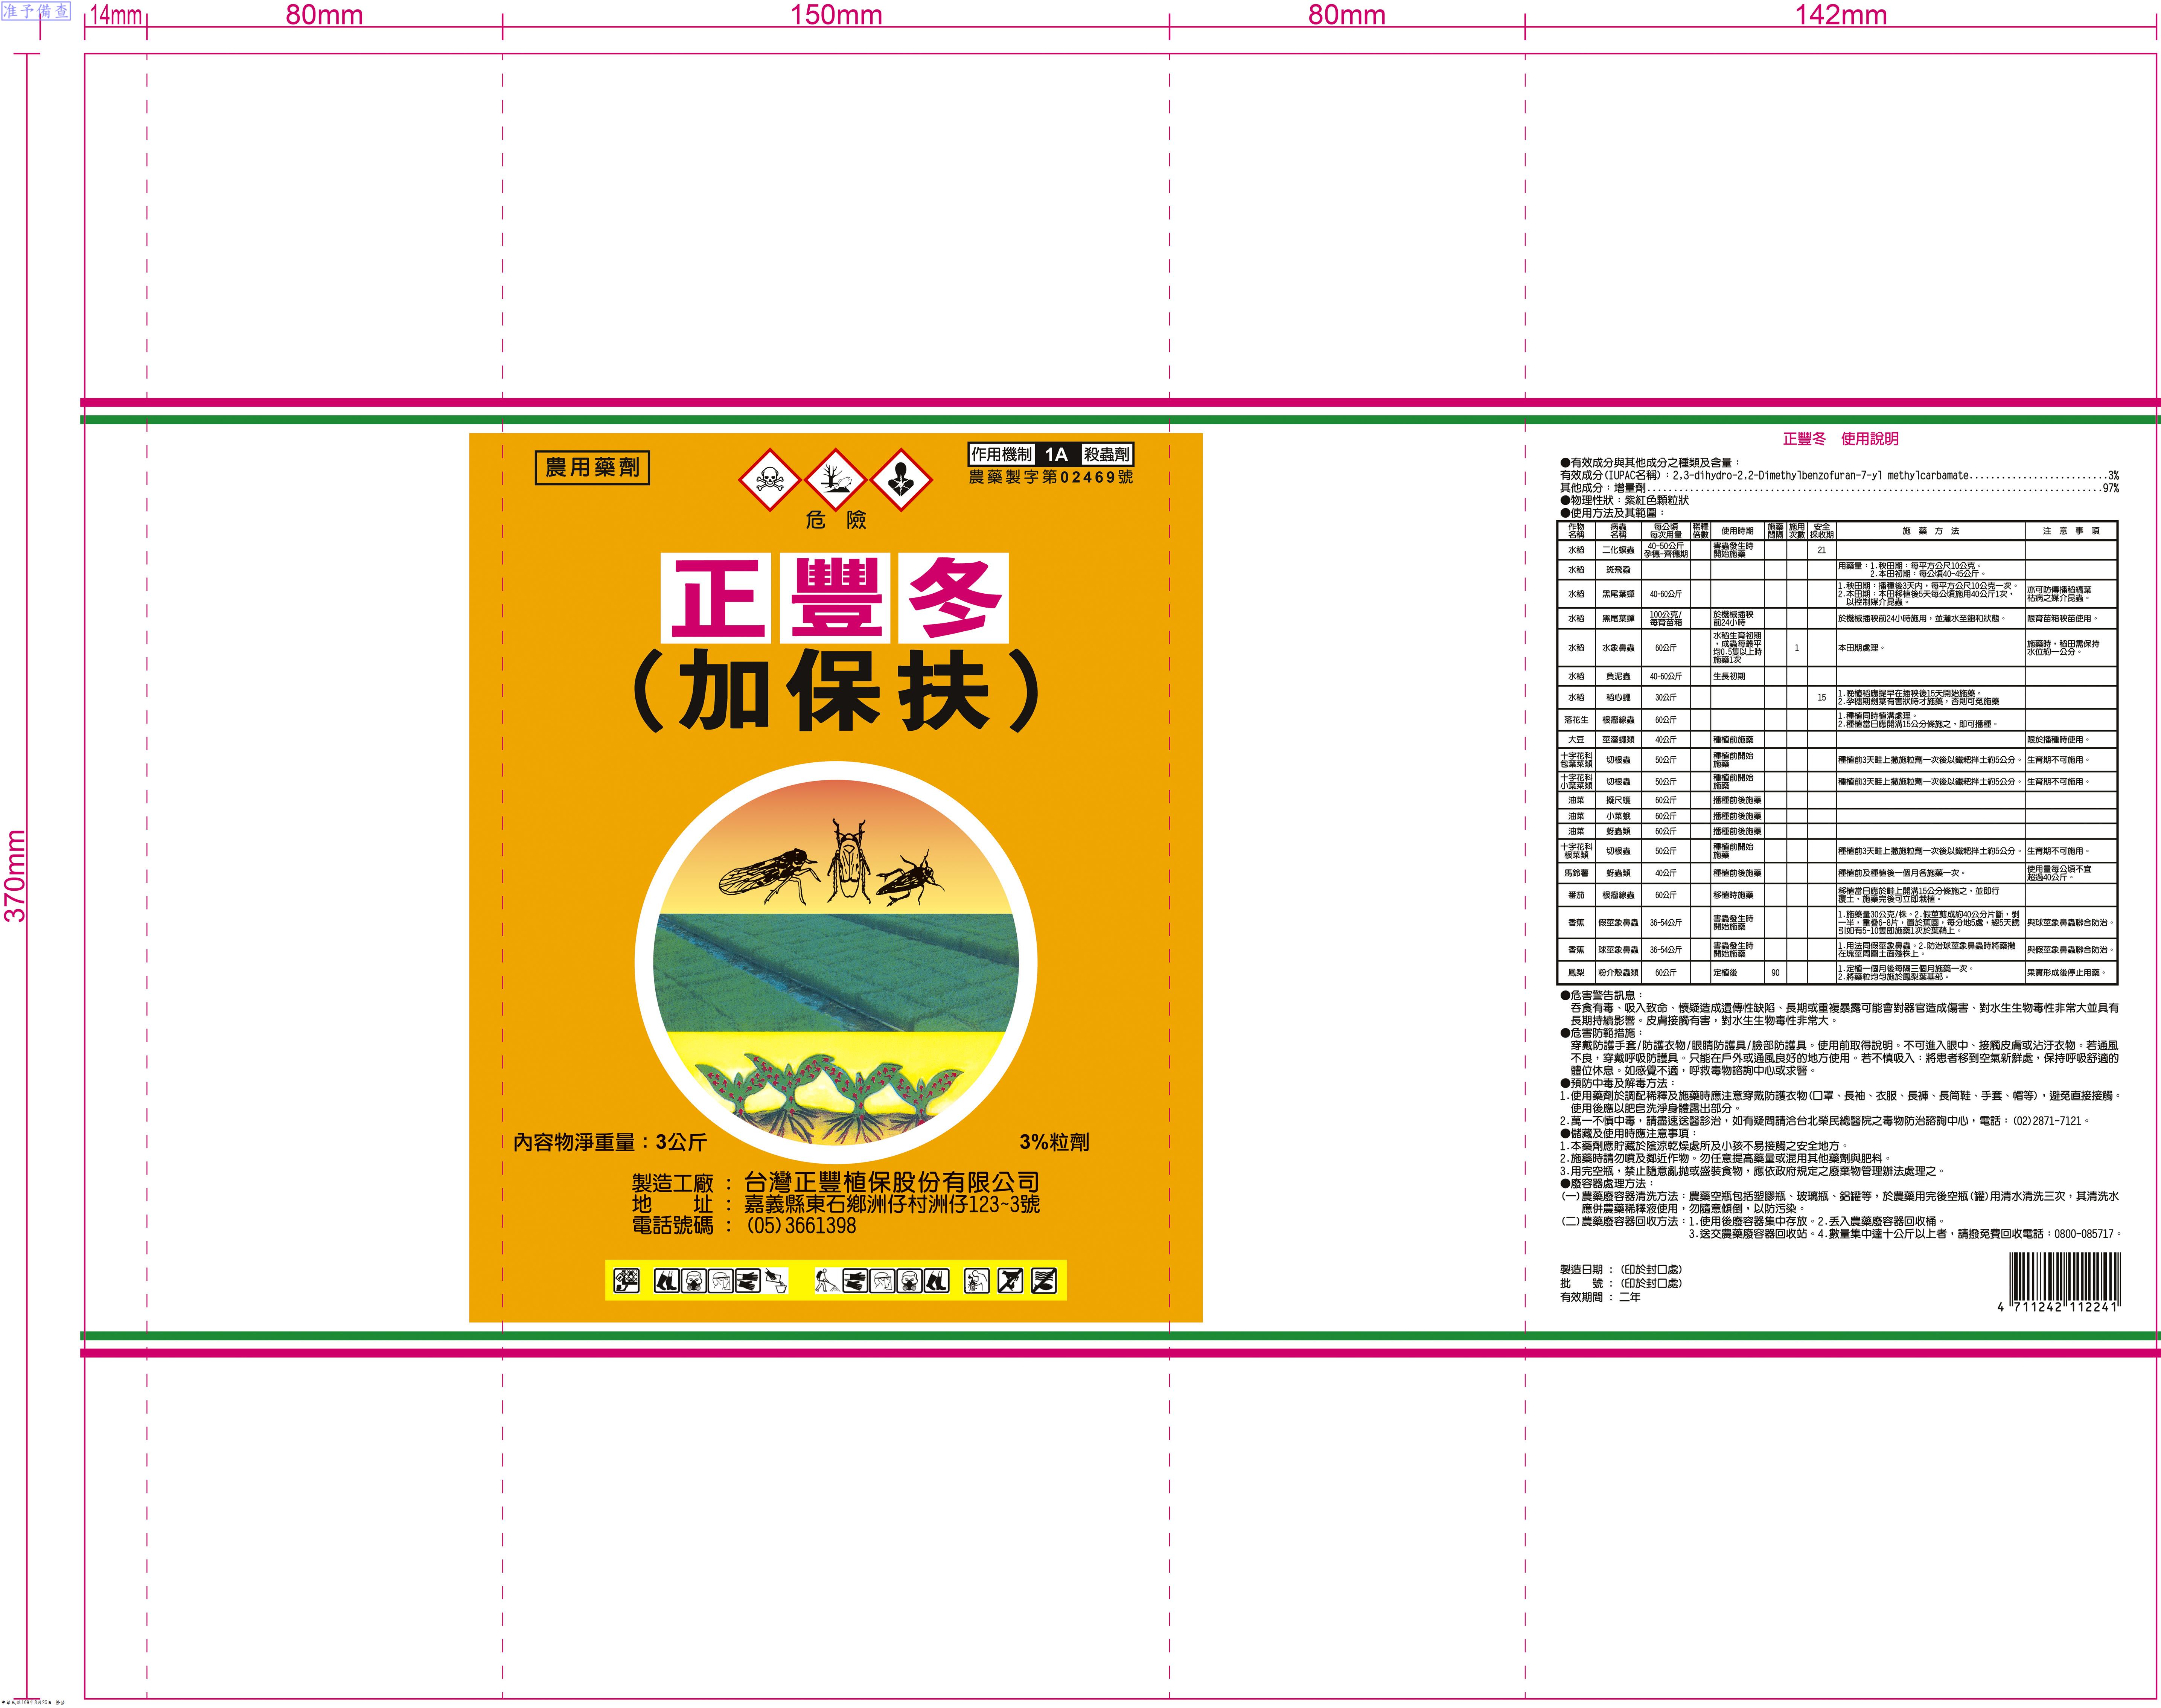 准予備查
14mm 80mm 150mm 80mm 142mm
370mm
農用藥劑
作用機制 1A 殺蟲劑
農藥製字第02469號
危 險
正豐冬
(加保扶)
內容物淨重量：3公斤
3%粒劑
製造工廠 ： 台灣正豐植保股份有限公司
地 址 ： 嘉義縣東石鄉洲仔村洲仔123~3號
電話號碼 ： (05)3661398
正豐冬 使用說明
●有效成分與其他成分之種類及含量：
有效成分(IUPAC名稱)：2.3-dihydro-2.2-Dimethylbenzofuran-7-yl methylcarbamate.........................3%
其他成分：增量劑...................................................................................97%
●物理性狀：紫紅色顆粒狀
●使用方法及其範圍：
作物名稱 病蟲名稱 每公頃每次用量 稀釋倍數 使用時期 施藥間隔 施用次數 安全採收期 施 藥 方 法 注 意 事 項
水稻 二化螟蟲 40-50公斤 孕穗-齊穗期 害蟲發生時開始施藥 21
水稻 斑飛蝨 用藥量：1.秧田期：每平方公尺10公克。 2.本田初期：每公頃40-45公斤。
水稻 黑尾葉蟬 40-60公斤 1.秧田期：播種後3天內，每平方公尺10公克一次。 2.本田期：本田移植後5天每公頃施用40公斤1次，以控制媒介昆蟲。 亦可防傳播稻縞葉枯病之媒介昆蟲。
水稻 黑尾葉蟬 100公克/每育苗箱 於機械插秧前24小時 於機械插秧前24小時施用，並灑水至飽和狀態。 限育苗箱秧苗使用。
水稻 水象鼻蟲 60公斤 水稻生育初期，成蟲每叢平均0.5隻以上時施藥1次 1 本田期處理。 施藥時，稻田需保持水位約一公分。
水稻 負泥蟲 40-60公斤 生長初期
水稻 稻心蠅 30公斤 15 1.晚植稻應提早在插秧後15天開始施藥。 2.孕穗期劍葉有害狀時才施藥，否則可免施藥
落花生 根瘤線蟲 60公斤 1.種植同時植溝處理。 2.種植當日應開溝15公分條施之，即可播種。
大豆 莖潛蠅類 40公斤 種植前施藥 限於播種時使用。
十字花科包葉菜類 切根蟲 50公斤 種植前開始施藥 種植前3天畦上撒施粒劑一次後以鐵耙拌土約5公分。 生育期不可施用。
十字花科小葉菜類 切根蟲 50公斤 種植前開始施藥 種植前3天畦上撒施粒劑一次後以鐵耙拌土約5公分。 生育期不可施用。
油菜 擬尺蠖 60公斤 播種前後施藥
油菜 小菜蛾 60公斤 播種前後施藥
油菜 蚜蟲類 60公斤 播種前後施藥
十字花科根菜類 切根蟲 50公斤 種植前開始施藥 種植前3天畦上撒施粒劑一次後以鐵耙拌土約5公分。 生育期不可施用。
馬鈴薯 蚜蟲類 40公斤 種植前後施藥 種植前及種植後一個月各施藥一次。 使用量每公頃不宜超過40公斤。
番茄 根瘤線蟲 60公斤 移植時施藥 移植當日應於畦上開溝15公分條施之，並即行覆土，施藥完後可立即栽植。
香蕉 假莖象鼻蟲 36-54公斤 害蟲發生時開始施藥 1.施藥量30公克/株。2.假莖剪成約40公分片斷，剝一半，重疊6-8片，置於蕉園，每分地5處，經5天誘引如有5-10隻即施藥1次於葉鞘上。 與球莖象鼻蟲聯合防治。
香蕉 球莖象鼻蟲 36-54公斤 害蟲發生時開始施藥 1.用法同假莖象鼻蟲。2.防治球莖象鼻蟲時將藥撒在塊莖周圍土面殘株上。 與假莖象鼻蟲聯合防治。
鳳梨 粉介殼蟲類 60公斤 定植後 90 1.定植一個月後每隔三個月施藥一次。 2.將藥粒均勻施於鳳梨葉基部。 果實形成後停止用藥。
●危害警告訊息：
吞食有毒、吸入致命、懷疑造成遺傳性缺陷、長期或重複暴露可能會對器官造成傷害、對水生生物毒性非常大並具有
長期持續影響。皮膚接觸有害，對水生生物毒性非常大。
●危害防範措施：
穿戴防護手套/防護衣物/眼睛防護具/臉部防護具。使用前取得說明。不可進入眼中、接觸皮膚或沾汙衣物。若通風
不良，穿戴呼吸防護具。只能在戶外或通風良好的地方使用。若不慎吸入：將患者移到空氣新鮮處，保持呼吸舒適的
體位休息。如感覺不適，呼救毒物諮詢中心或求醫。
●預防中毒及解毒方法：
1.使用藥劑於調配稀釋及施藥時應注意穿戴防護衣物(口罩、長袖、衣服、長褲、長筒鞋、手套、帽等)，避免直接接觸。
使用後應以肥皂洗淨身體露出部分。
2.萬一不慎中毒，請盡速送醫診治，如有疑問請洽台北榮民總醫院之毒物防治諮詢中心，電話：(02)2871-7121。
●儲藏及使用時應注意事項：
1.本藥劑應貯藏於陰涼乾燥處所及小孩不易接觸之安全地方。
2.施藥時請勿噴及鄰近作物。勿任意提高藥量或混用其他藥劑與肥料。
3.用完空瓶，禁止隨意亂拋或盛裝食物，應依政府規定之廢棄物管理辦法處理之。
●廢容器處理方法：
(一)農藥廢容器清洗方法：農藥空瓶包括塑膠瓶、玻璃瓶、鋁罐等，於農藥用完後空瓶(罐)用清水清洗三次，其清洗水
應併農藥稀釋液使用，勿隨意傾倒，以防污染。
(二)農藥廢容器回收方法：1.使用後廢容器集中存放。2.丟入農藥廢容器回收桶。
3.送交農藥廢容器回收站。4.數量集中達十公斤以上者，請撥免費回收電話：0800-085717。
製造日期 ：(印於封口處)
批 號 ：(印於封口處)
有效期間 ：二年
4 711242 112241